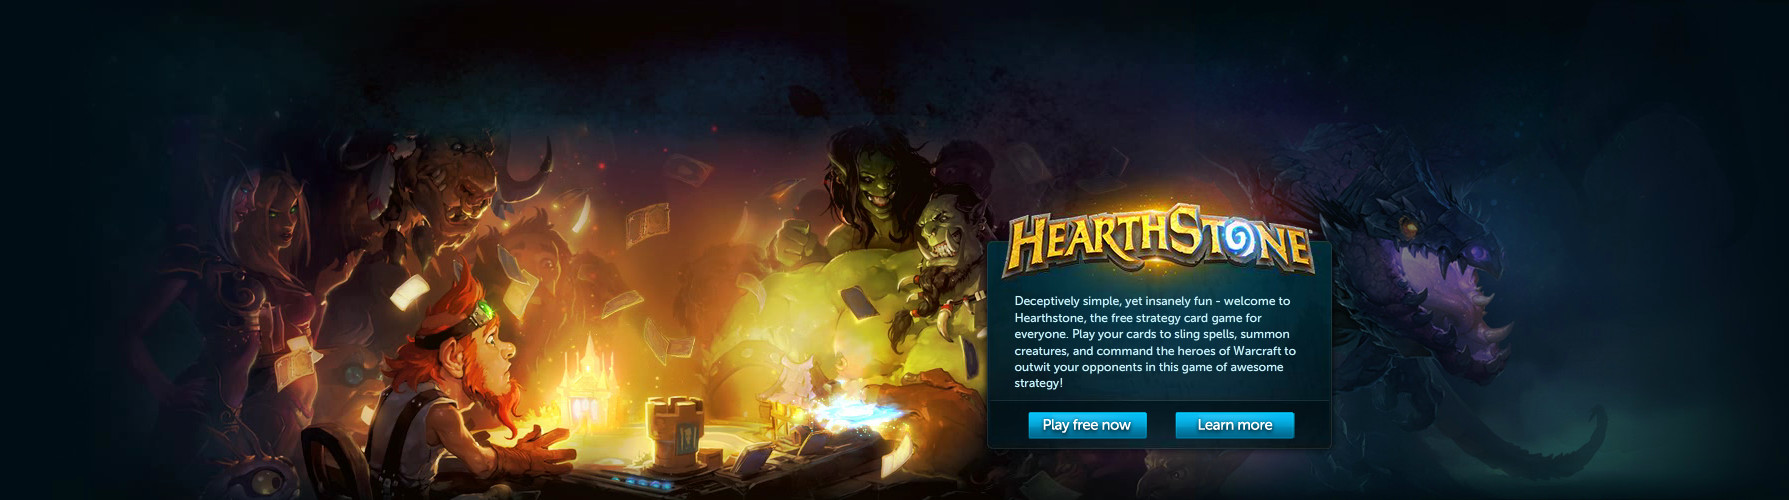 HEARTHSTONE
Deceptively simple, yet insanely fun - welcome to
Hearthstone, the free strategy card game for
everyone. Play your cards to sling spells, summon
creatures, and command the heroes of Warcraft to
outwit your opponents in this game of awesome
strategy!
Play free now
Learn more